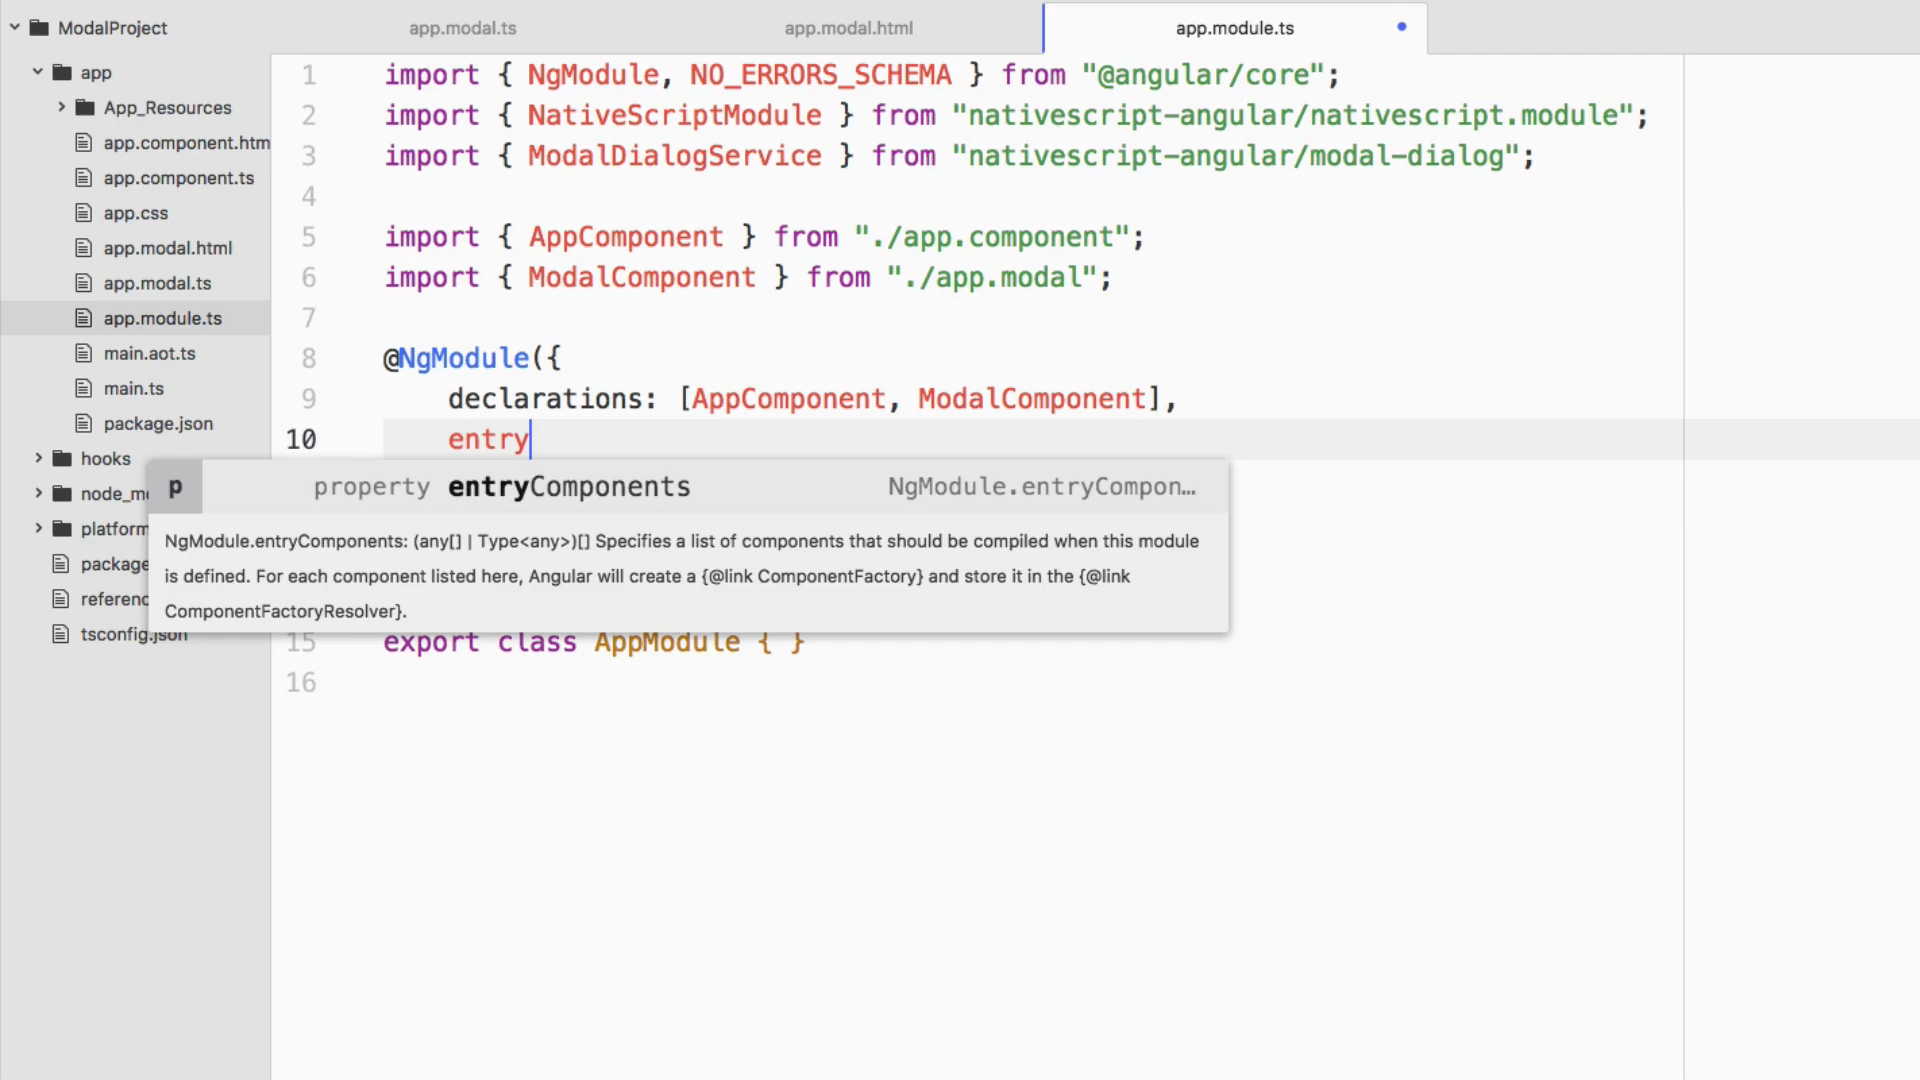 ModalProject
app
App_Resources
app.component.htm
app.component.ts
app.css
app.modal.html
app.modal.ts
app.module.ts
main.aot.ts
main.ts
package.json
hooks
node_m
platform
package
referenc
tsconfig.json
app.modal.ts
app.modal.html
app.module.ts
1 import { NgModule, NO_ERRORS_SCHEMA } from "@angular/core";
2 import { NativeScriptModule } from "nativescript-angular/nativescript.module";
3 import { ModalDialogService } from "nativescript-angular/modal-dialog";
4
5 import { AppComponent } from "./app.component";
6 import { ModalComponent } from "./app.modal";
7
8 @NgModule({
9 declarations: [AppComponent, ModalComponent],
10 entry
p property entryComponents NgModule.entryCompon…
NgModule.entryComponents: (any[] | Type<any>)[] Specifies a list of components that should be compiled when this module
is defined. For each component listed here, Angular will create a {@link ComponentFactory} and store it in the {@link
ComponentFactoryResolver}.
15 export class AppModule { }
16